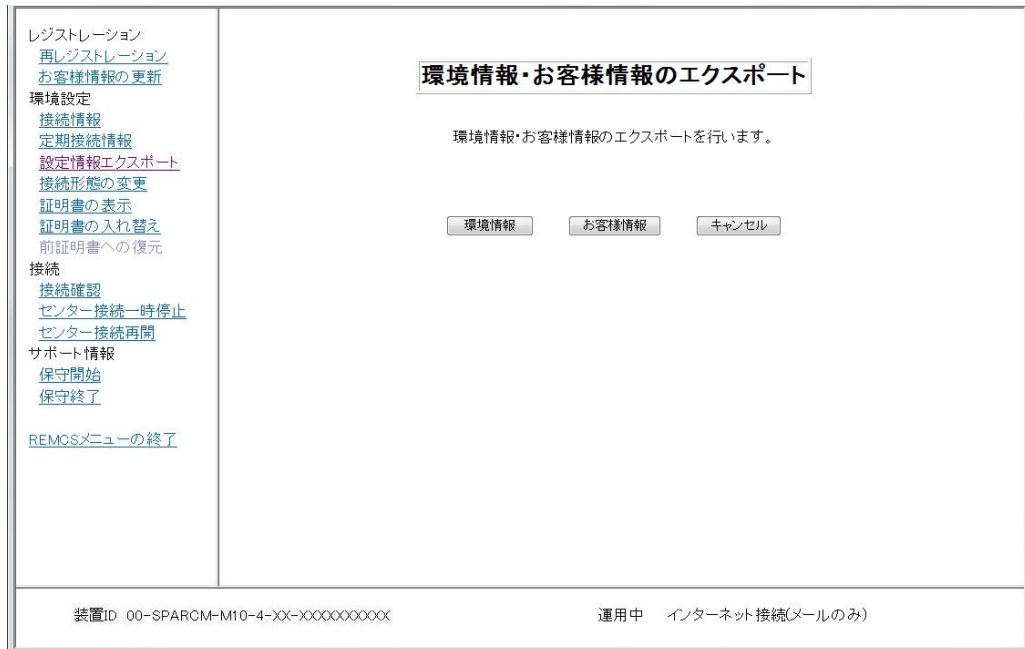 レジストレーション
再レジストレーション
お客様情報の更新
環境設定
接続情報
定期接続情報
設定情報エクスポート
接続形態の変更
証明書の表示
証明書の入れ替え
前証明書への復元
接続
接続確認
センター接続一時停止
センター接続再開
サポート情報
保守開始
保守終了
REMCSメニューの終了
環境情報・お客様情報のエクスポート
環境情報・お客様情報のエクスポートを行います。
環境情報 お客様情報 キャンセル
装置ID 00-SPARCM-M10-4-XX-XXXXXXXXXX 運用中 インターネット接続(メールのみ)